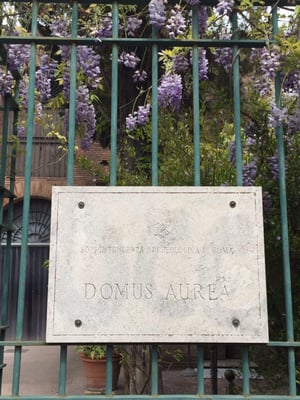 SOPRINTENDENZA ARCHEOLOGICA DI ROMA
DOMUS AUREA